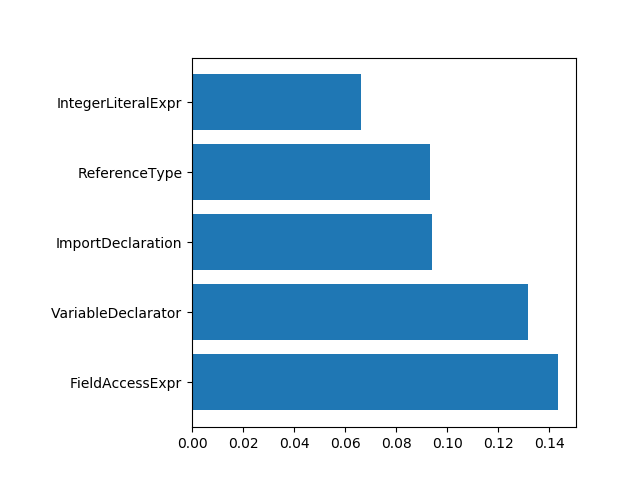 IntegerLiteralExpr
ReferenceType
ImportDeclaration
VariableDeclarator
FieldAccessExpr
0.00 0.02 0.04 0.06 0.08 0.10 0.12 0.14